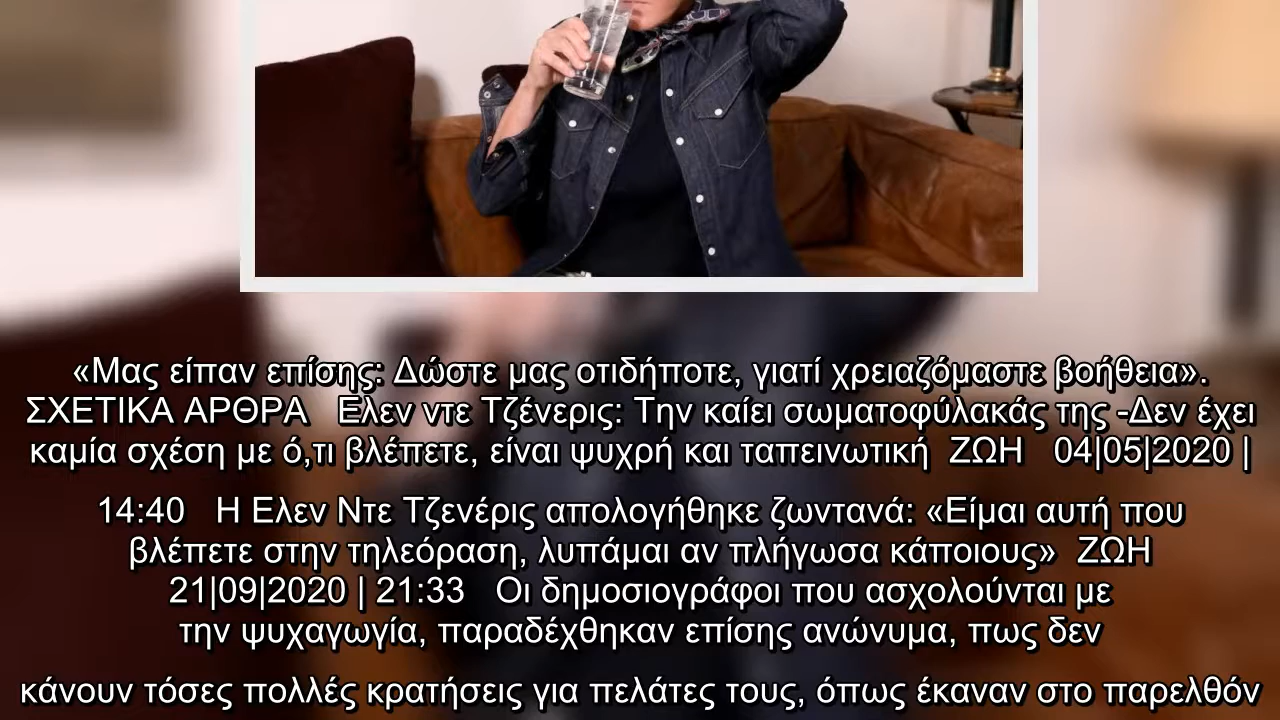 «Μας είπαν επίσης: Δώστε μας οτιδήποτε, γιατί χρειαζόμαστε βοήθεια».
ΣΧΕΤΙΚΑ ΑΡΘΡΑ   Ελεν ντε Τζένερις: Την καίει σωματοφύλακάς της -Δεν έχει
καμία σχέση με ό,τι βλέπετε, είναι ψυχρή και ταπεινωτική  ΖΩΗ   04|05|2020 |
14:40   Η Ελεν Ντε Τζενέρις απολογήθηκε ζωντανά: «Είμαι αυτή που
βλέπετε στην τηλεόραση, λυπάμαι αν πλήγωσα κάποιους»  ΖΩΗ
21|09|2020 | 21:33   Οι δημοσιογράφοι που ασχολούνται με
την ψυχαγωγία, παραδέχθηκαν επίσης ανώνυμα, πως δεν
κάνουν τόσες πολλές κρατήσεις για πελάτες τους, όπως έκαναν στο παρελθόν